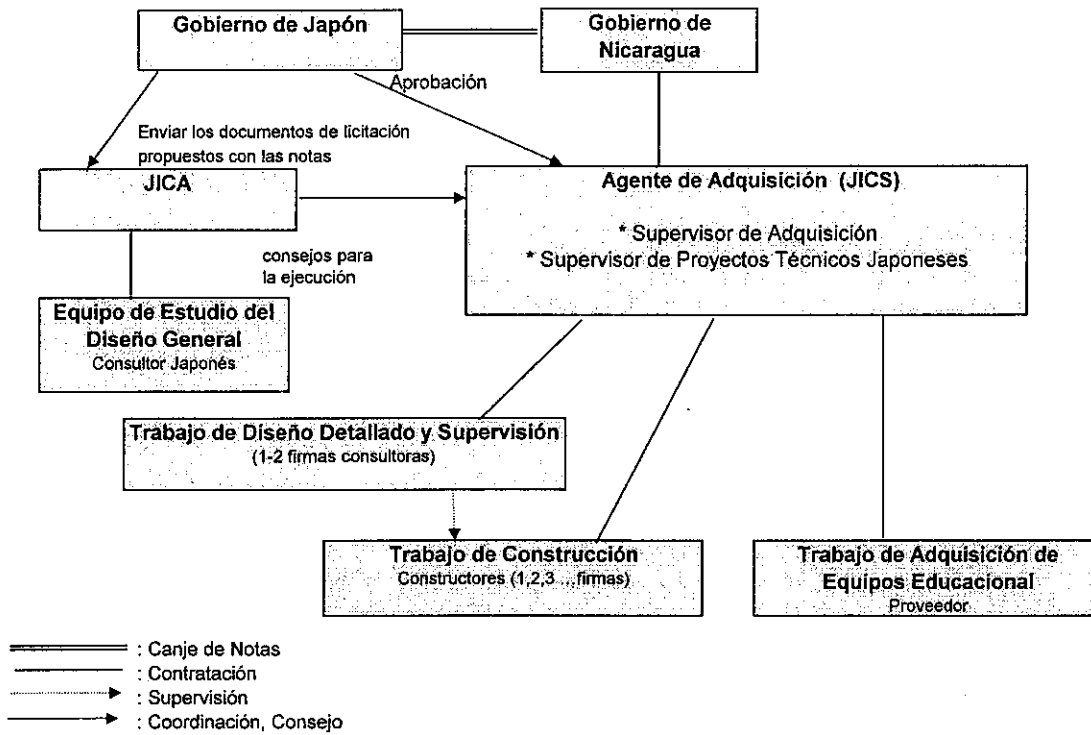 Gobierno de Japón
Gobierno de
Nicaragua
Aprobación
Enviar los documentos de licitación
propuestos con las notas
JICA
Agente de Adquisición (JICS)
* Supervisor de Adquisición
* Supervisor de Proyectos Técnicos Japoneses
consejos para
la ejecución
Equipo de Estudio del
Diseño General
Consultor Japonés
Trabajo de Diseño Detallado y Supervisión
(1-2 firmas consultoras)
Trabajo de Construcción
Constructores (1,2,3 ...firmas)
Trabajo de Adquisición de
Equipos Educacional
Proveedor
: Canje de Notas
: Contratación
: Supervisión
: Coordinación, Consejo